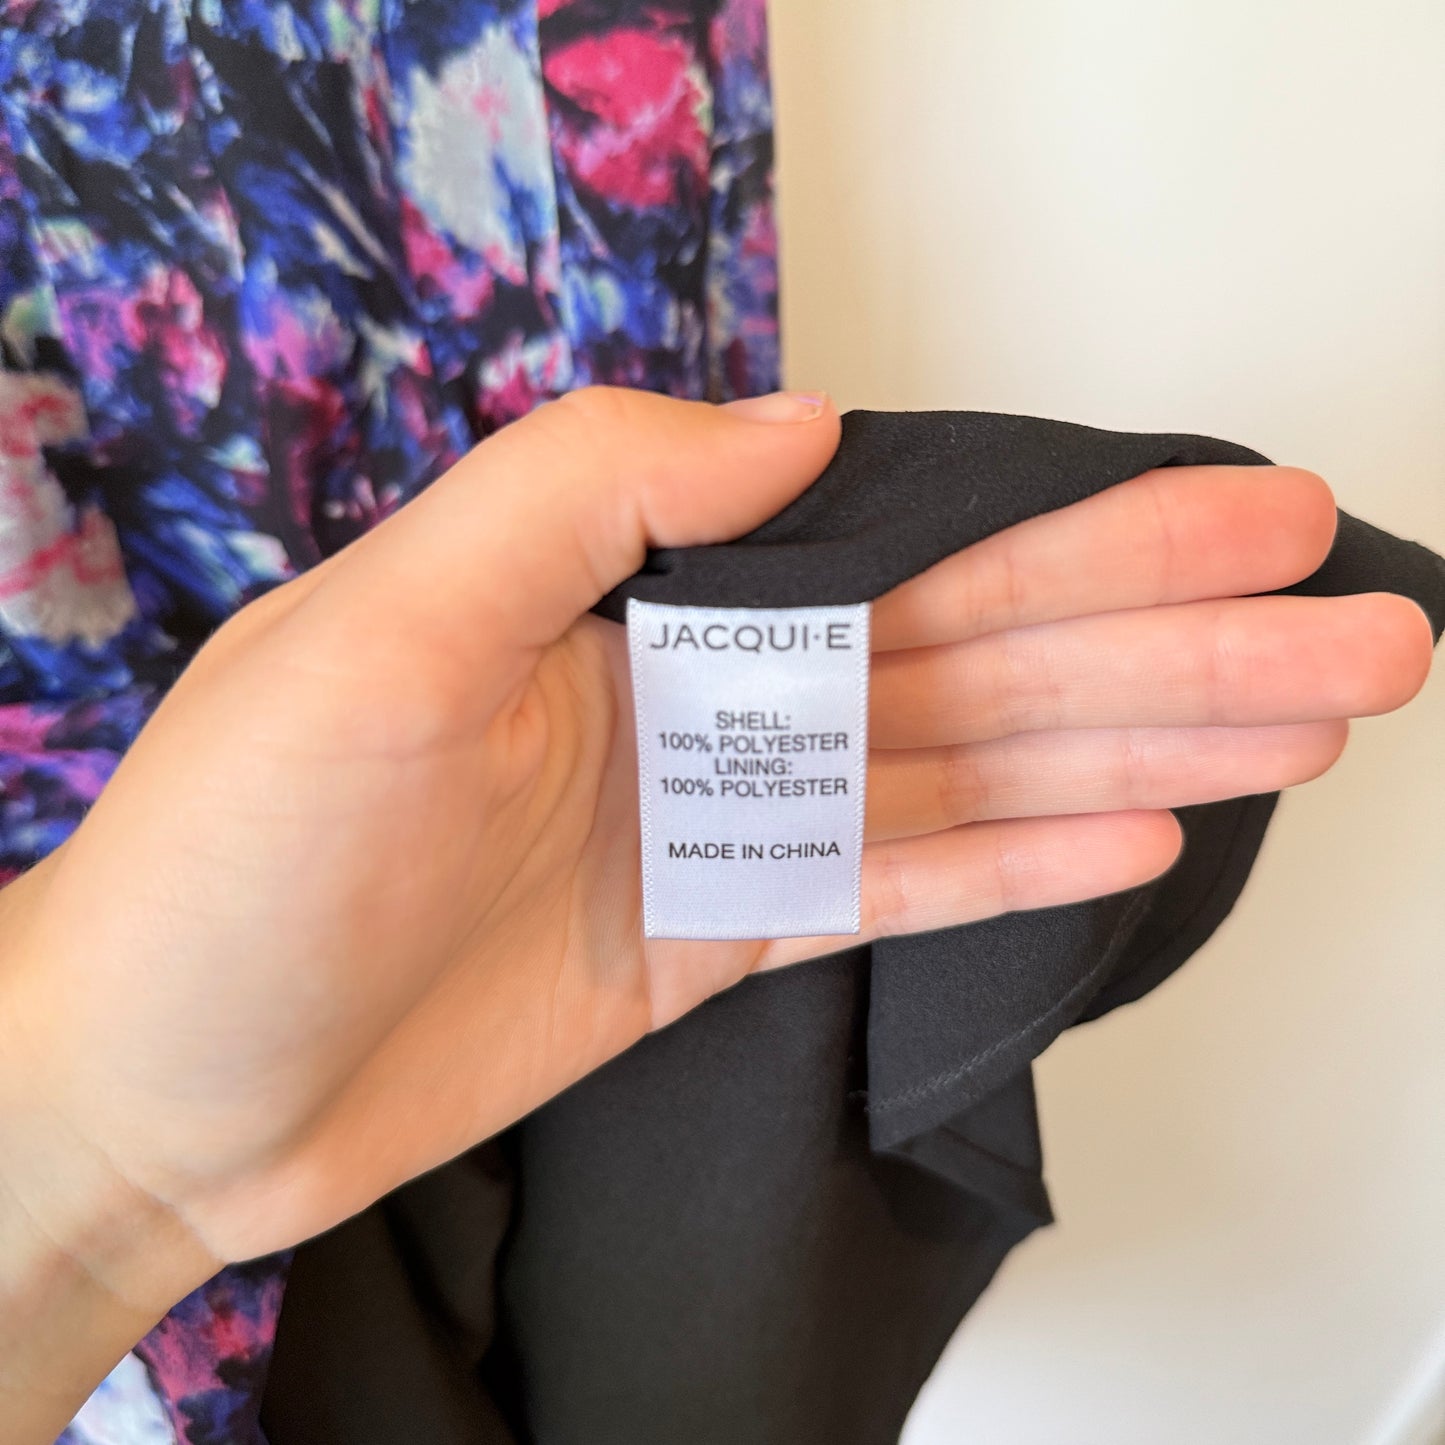 JACQUI·E
SHELL:
100% POLYESTER
LINING:
100% POLYESTER
MADE IN CHINA